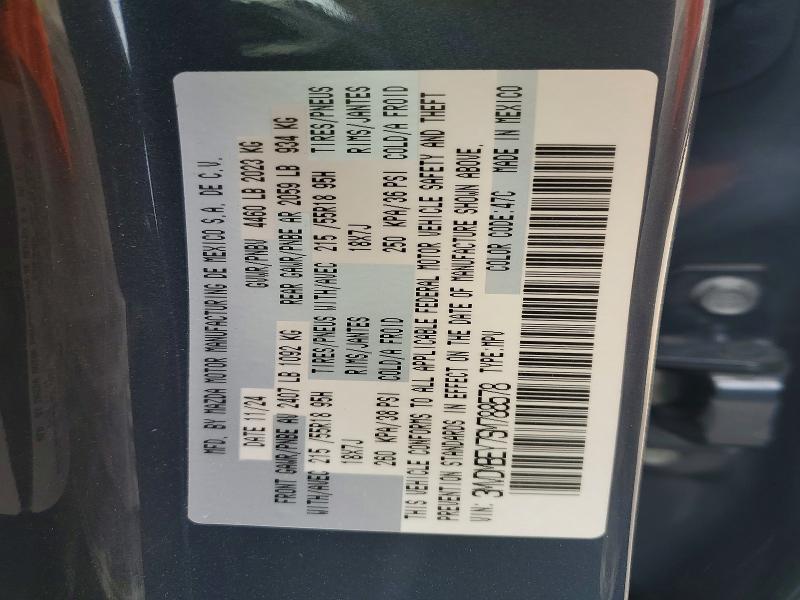 MFD. BY MAZDA MOTOR MANUFACTURING DE MEXICO S.A. DE C.V.
DATE 11/24 GVWR/PNBV 4460 LB 2023 KG
FRONT GAWR/PNBE AV 2407 LB 1092 KG REAR GAWR/PNBE AR 2059 LB 934 KG
WITH/AVEC 215/55R18 95H TIRES/PNEUS WITH/AVEC 215/55R18 95H TIRES/PNEUS
18X7J RIMS/JANTES 18X7J RIMS/JANTES
260 KPA/38 PSI COLD/A FROID 250 KPA/36 PSI COLD/A FROID
THIS VEHICLE CONFORMS TO ALL APPLICABLE FEDERAL MOTOR VEHICLE SAFETY AND THEFT
PREVENTION STANDARDS IN EFFECT ON THE DATE OF MANUFACTURE SHOWN ABOVE.
VIN: TYPE:MPV COLOR CODE:47C MADE IN MEXICO